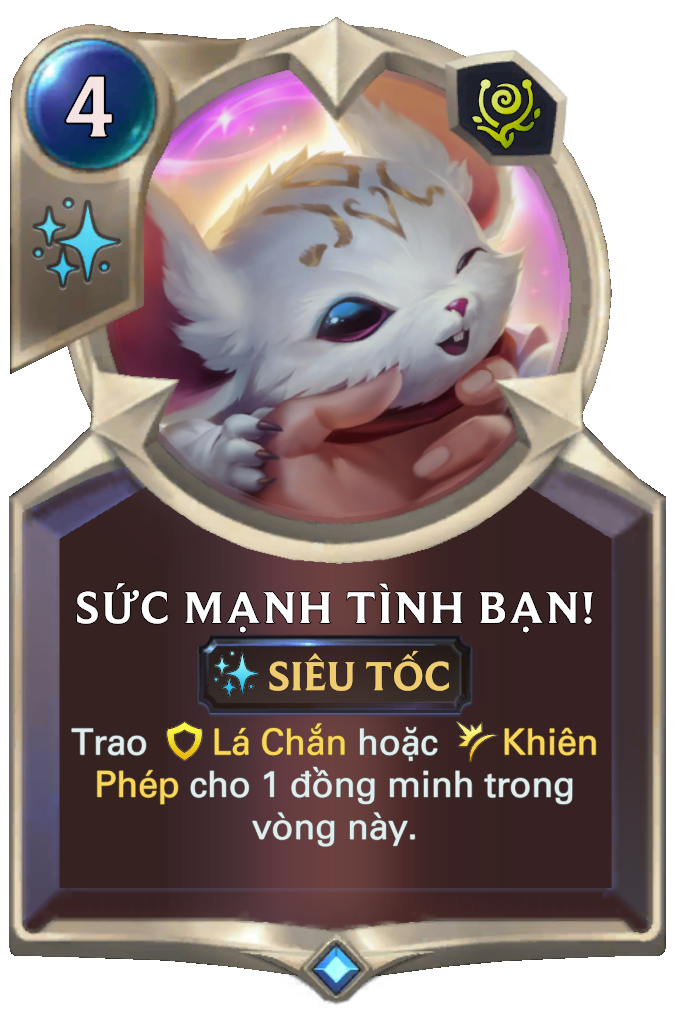 4
SỨC MẠNH TÌNH BẠN!
SIÊU TỐC
Trao Lá Chắn hoặc Khiên
Phép cho 1 đồng minh trong
vòng này.